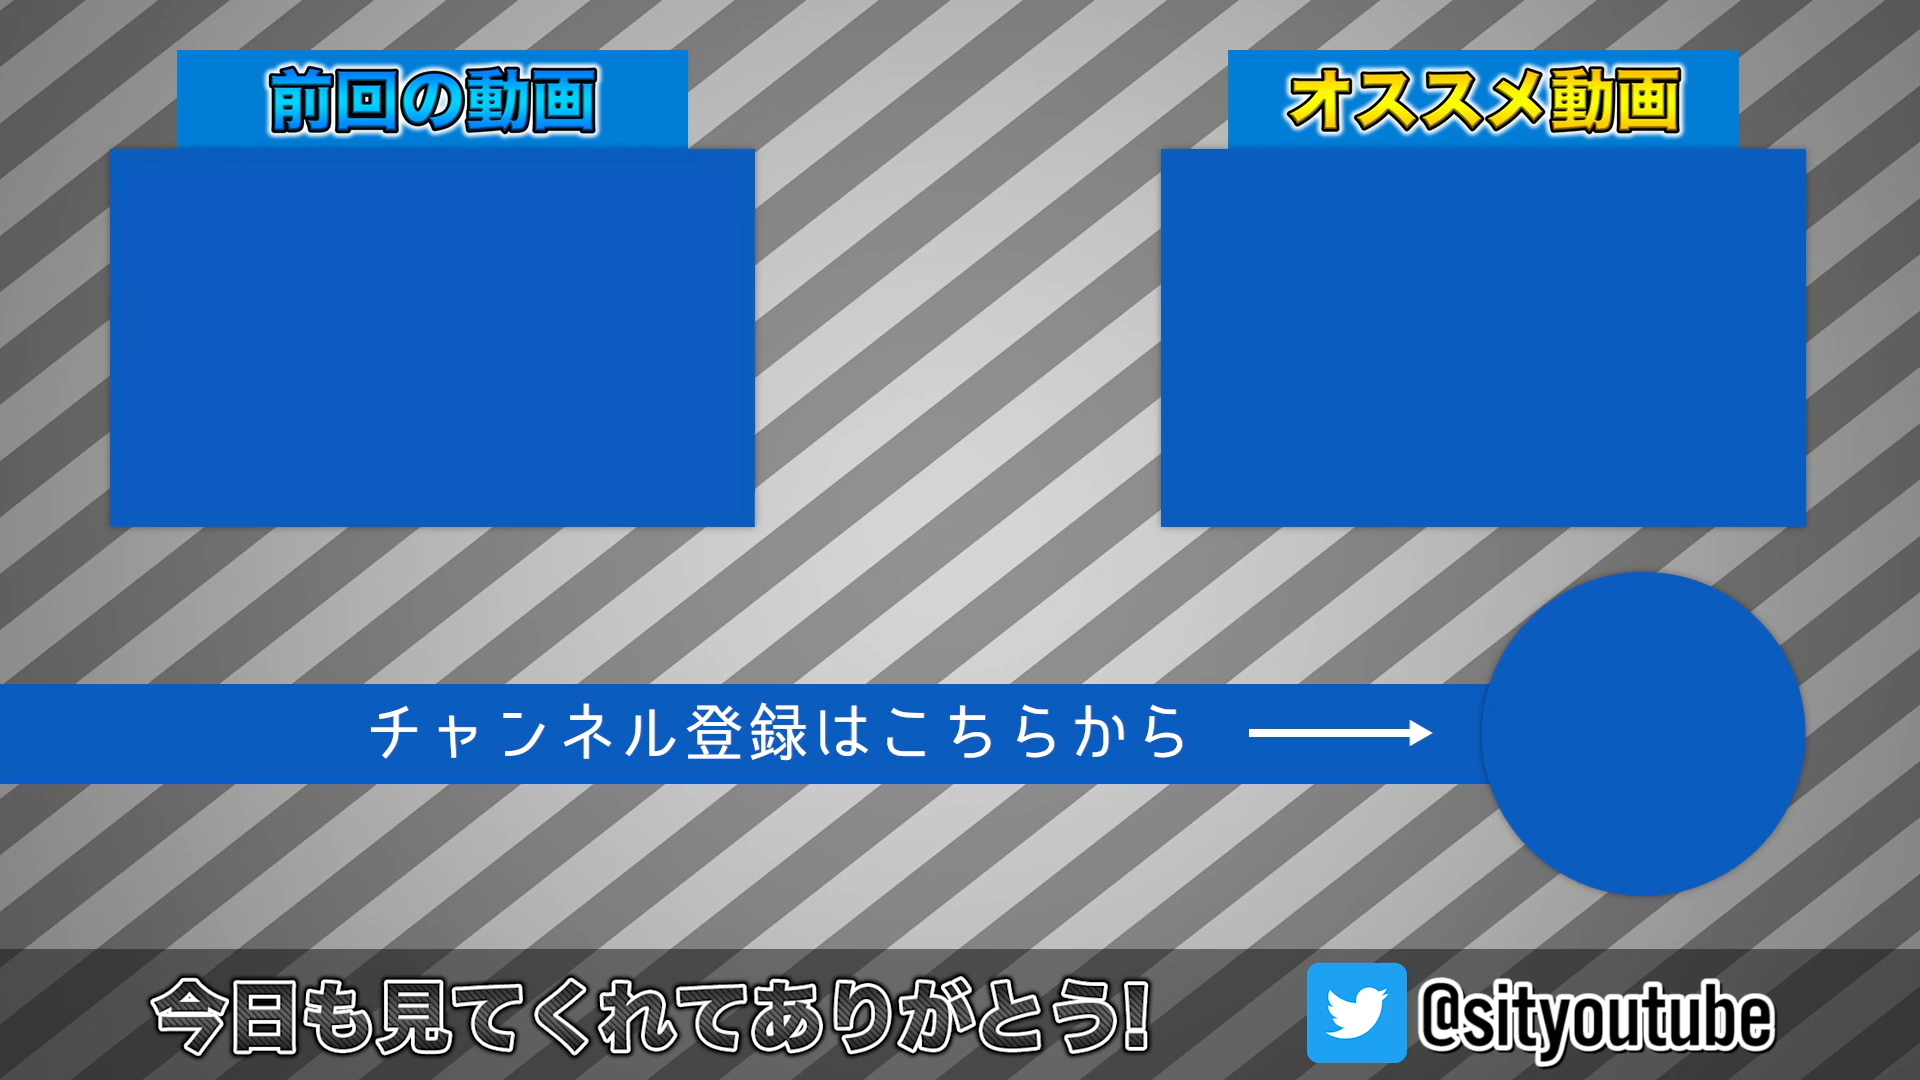 前回の動画
オススメ動画
チャンネル登録はこちらから
今日も見てくれてありがとう!
@sityoutube